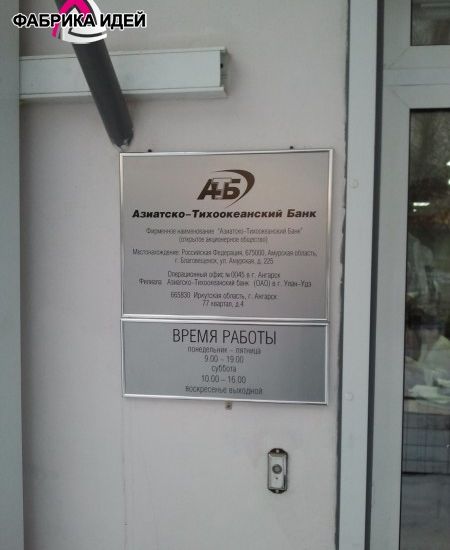 ФАБРИКА ИДЕЙ
АТБ
Азиатско-Тихоокеанский Банк
Фирменное наименование "Азиатско-Тихоокеанский Банк"
(открытое акционерное общество)
Местонахождение: Российская Федерация, 675000, Амурская область,
г. Благовещенск, ул. Амурская, д. 225
Операционный офис №0045 в г. Ангарск
Филиала Азиатско-Тихоокеанский банк (ОАО) в г. Улан-Удэ
665830 Иркутская область, г. Ангарск
77 квартал, д.4
ВРЕМЯ РАБОТЫ
понедельник - пятница
9.00 - 19.00
суббота
10.00 - 16.00
воскресенье выходной